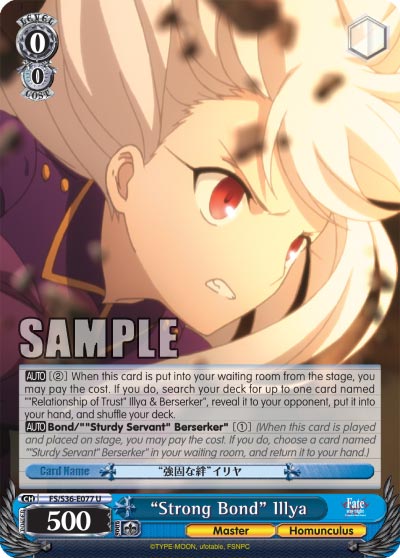 LEVEL
0
0
COST
SAMPLE
AUTO [②] When this card is put into your waiting room from the stage, you
may pay the cost. If you do, search your deck for up to one card named
""Relationship of Trust" Illya & Berserker", reveal it to your opponent, put it into
your hand, and shuffle your deck.
AUTO Bond/""Sturdy Servant" Berserker" [①] (When this card is played
and placed on stage, you may pay the cost. If you do, choose a card named
""Sturdy Servant" Berserker" in your waiting room, and return it to your hand.)
Card Name
“強固な絆”イリヤ
CH
FS/S36-E077 U
“Strong Bond” Illya
Fate
500
Master
Homunculus
©TYPE-MOON, ufotable, FSNPC